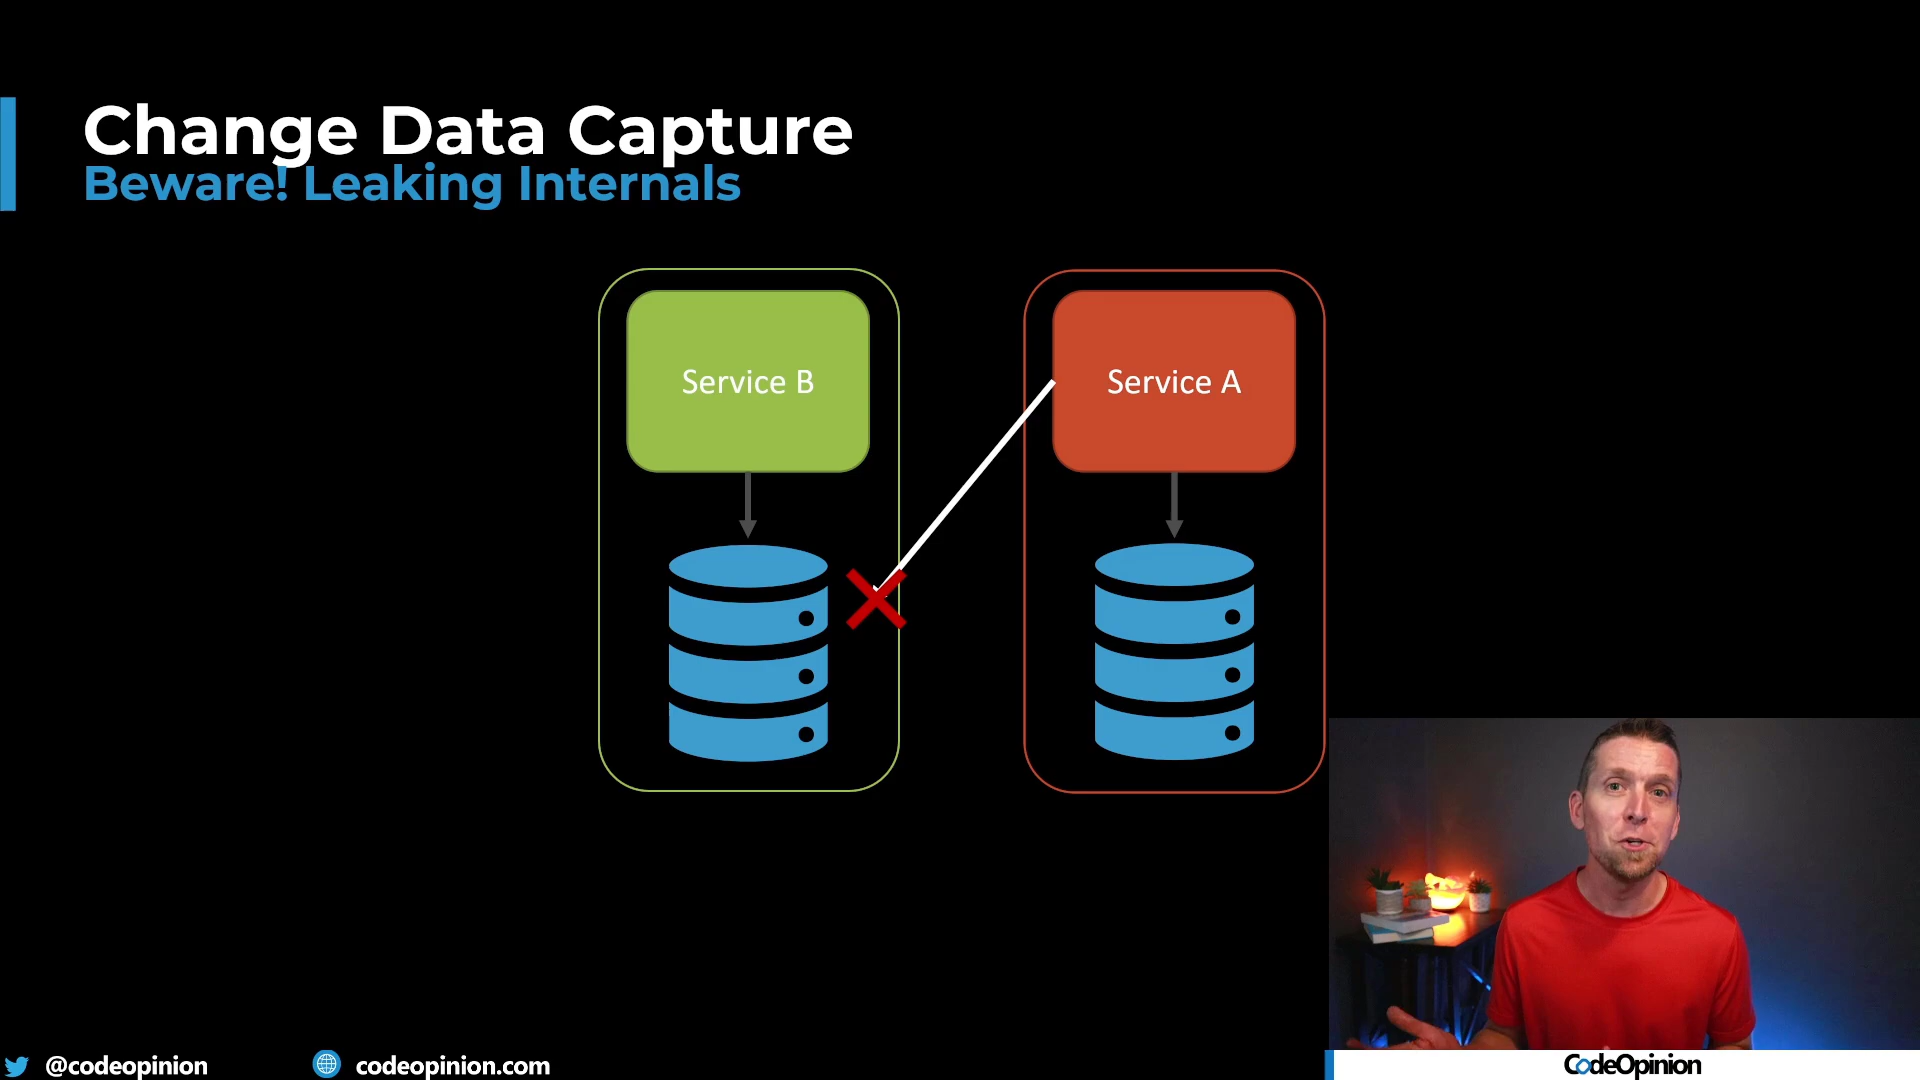 Change Data Capture
Beware! Leaking Internals
Service B
Service A
@codeopinion
codeopinion.com
CodeOpinion